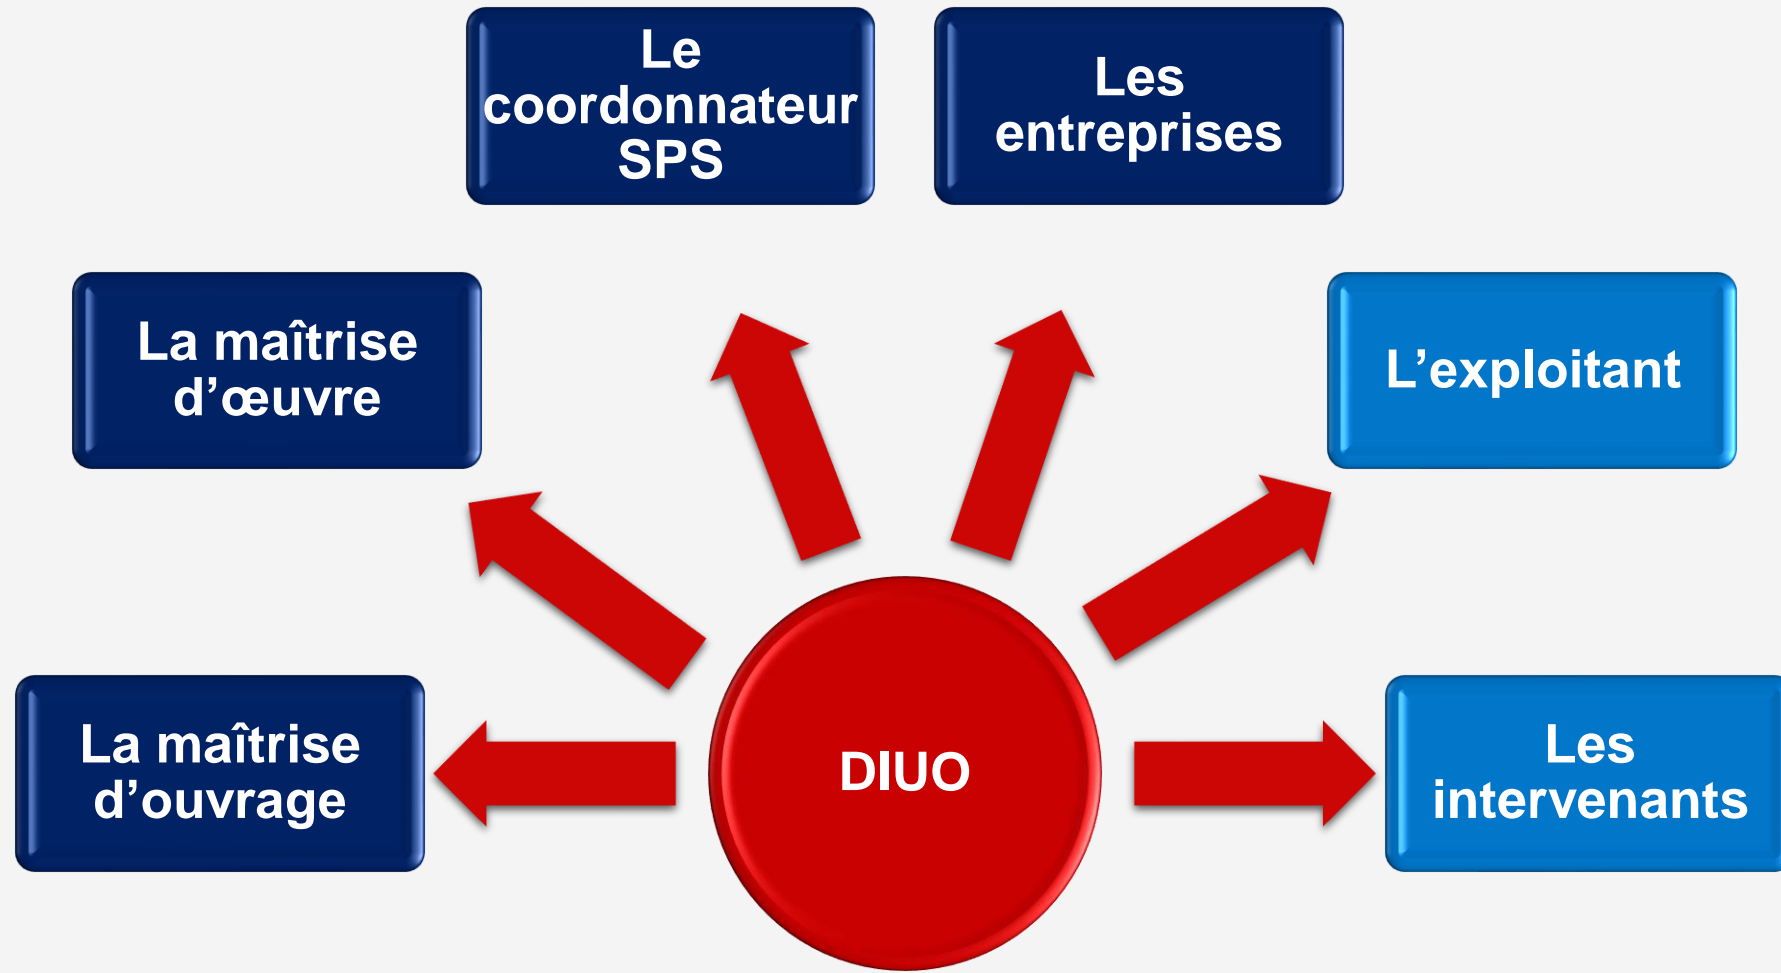 Le
coordonnateur
SPS
Les
entreprises
La maîtrise
d’œuvre
L’exploitant
La maîtrise
d’ouvrage
DIUO
Les
intervenants